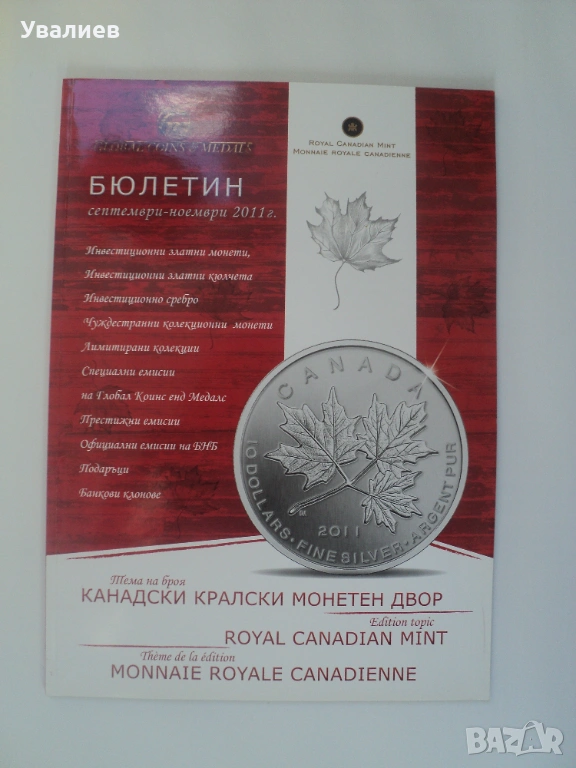 Увалиев
GLOBAL COINS & MEDALS
ROYAL CANADIAN MINT
MONNAIE ROYALE CANADIENNE
БЮЛЕТИН
септември-ноември 2011г.
Инвестиционни златни монети,
Инвестиционни златни кюлчета
Инвестиционно сребро
Чуждестранни колекционни монети
Лимитирани колекции
Специални емисии
на Глобал Коинс енд Медалс
Престижни емисии
Официални емисии на БНБ
Подаръци
Банкови клонове
CANADA
10 DOLLARS · FINE SILVER · ARGENT PUR
2011
Тема на броя
КАНАДСКИ КРАЛСКИ МОНЕТЕН ДВОР
Edition topic
ROYAL CANADIAN MINT
Thème de la édition
MONNAIE ROYALE CANADIENNE
BAZAR